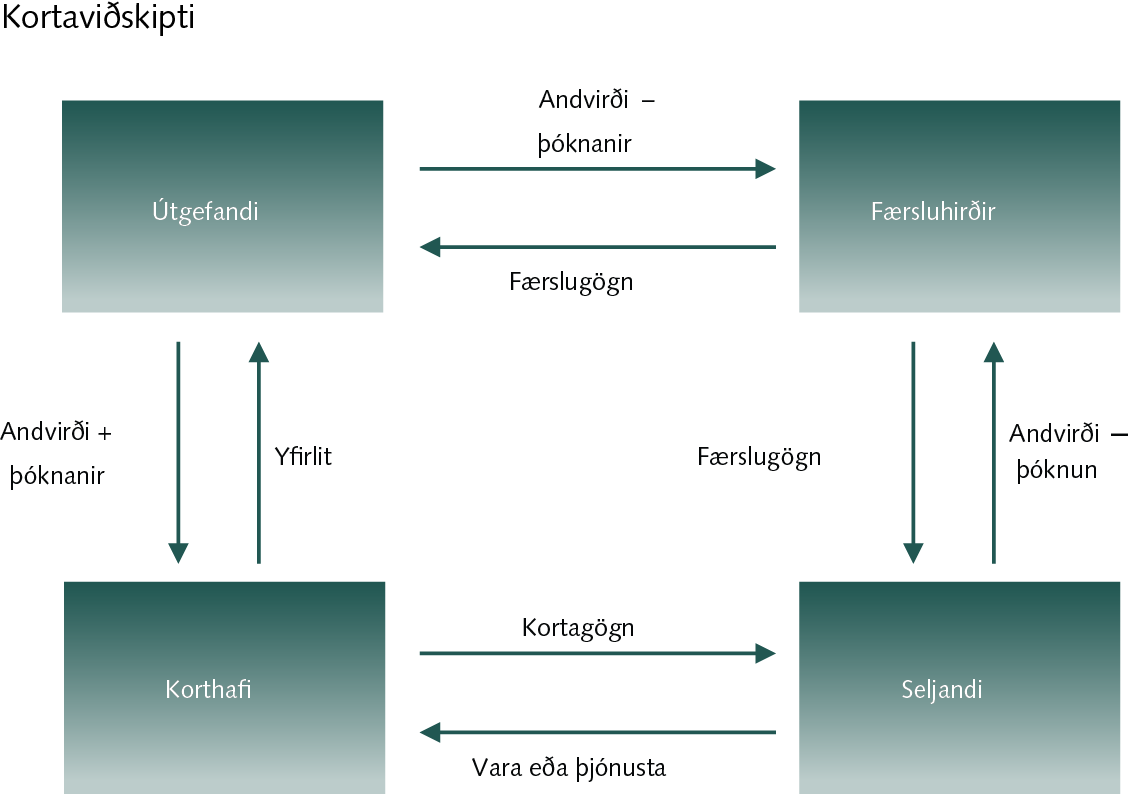 Kortaviðskipti
Andvirði –
þóknanir
Útgefandi
Færsluhirðir
Færslugögn
Andvirði +
þóknanir
Yfirlit
Færslugögn
Andvirði –
þóknun
Kortagögn
Korthafi
Seljandi
Vara eða þjónusta